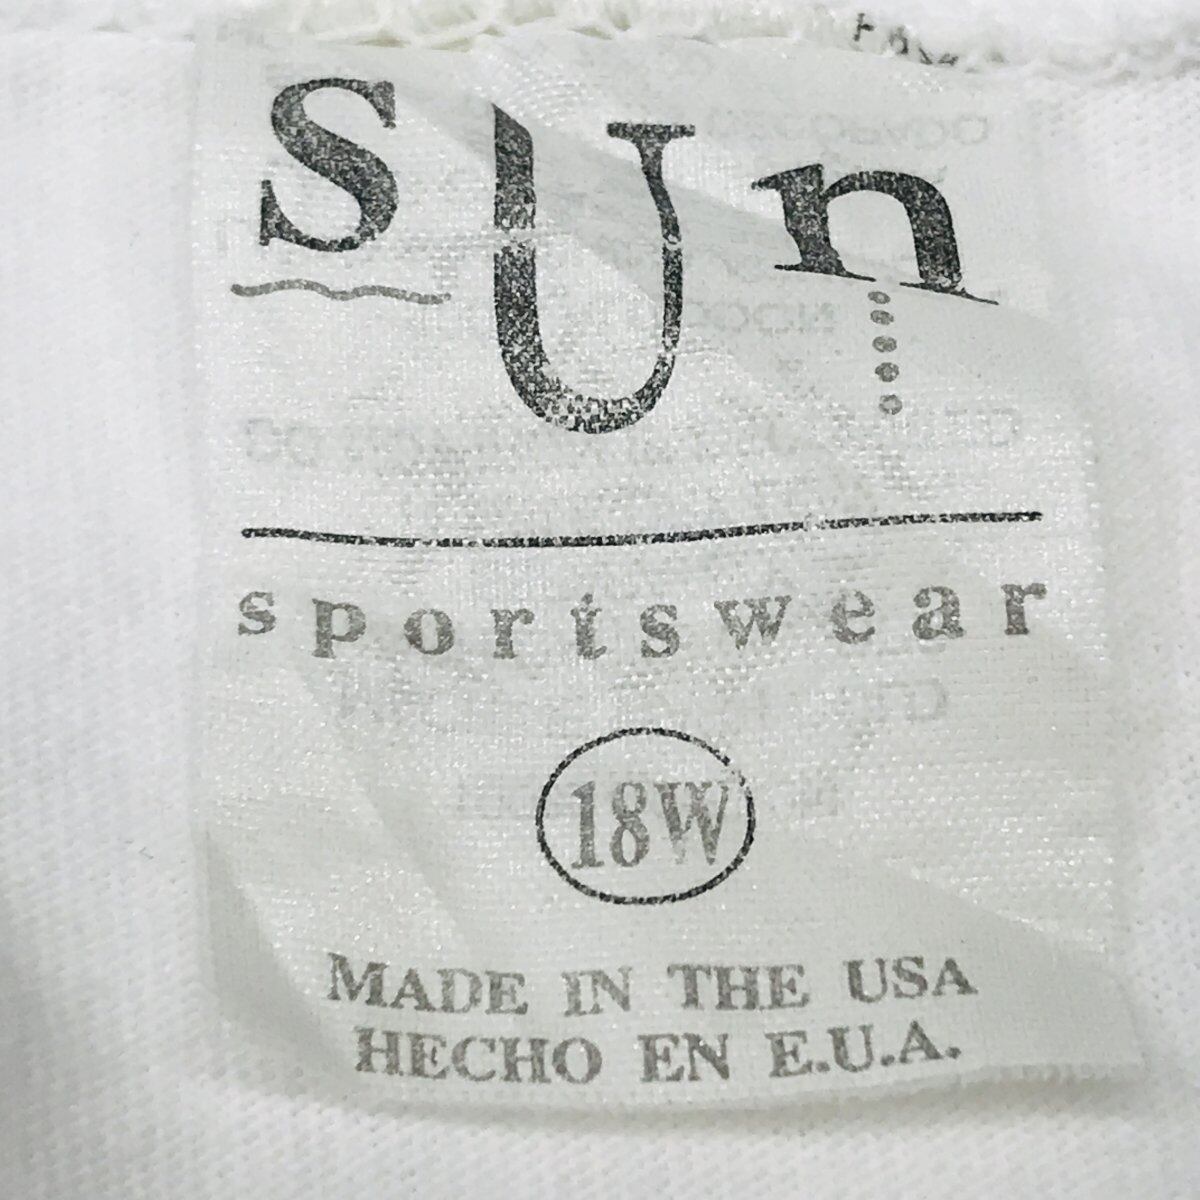 sUn
sportswear
18W
MADE IN THE USA
HECHO EN E.U.A.